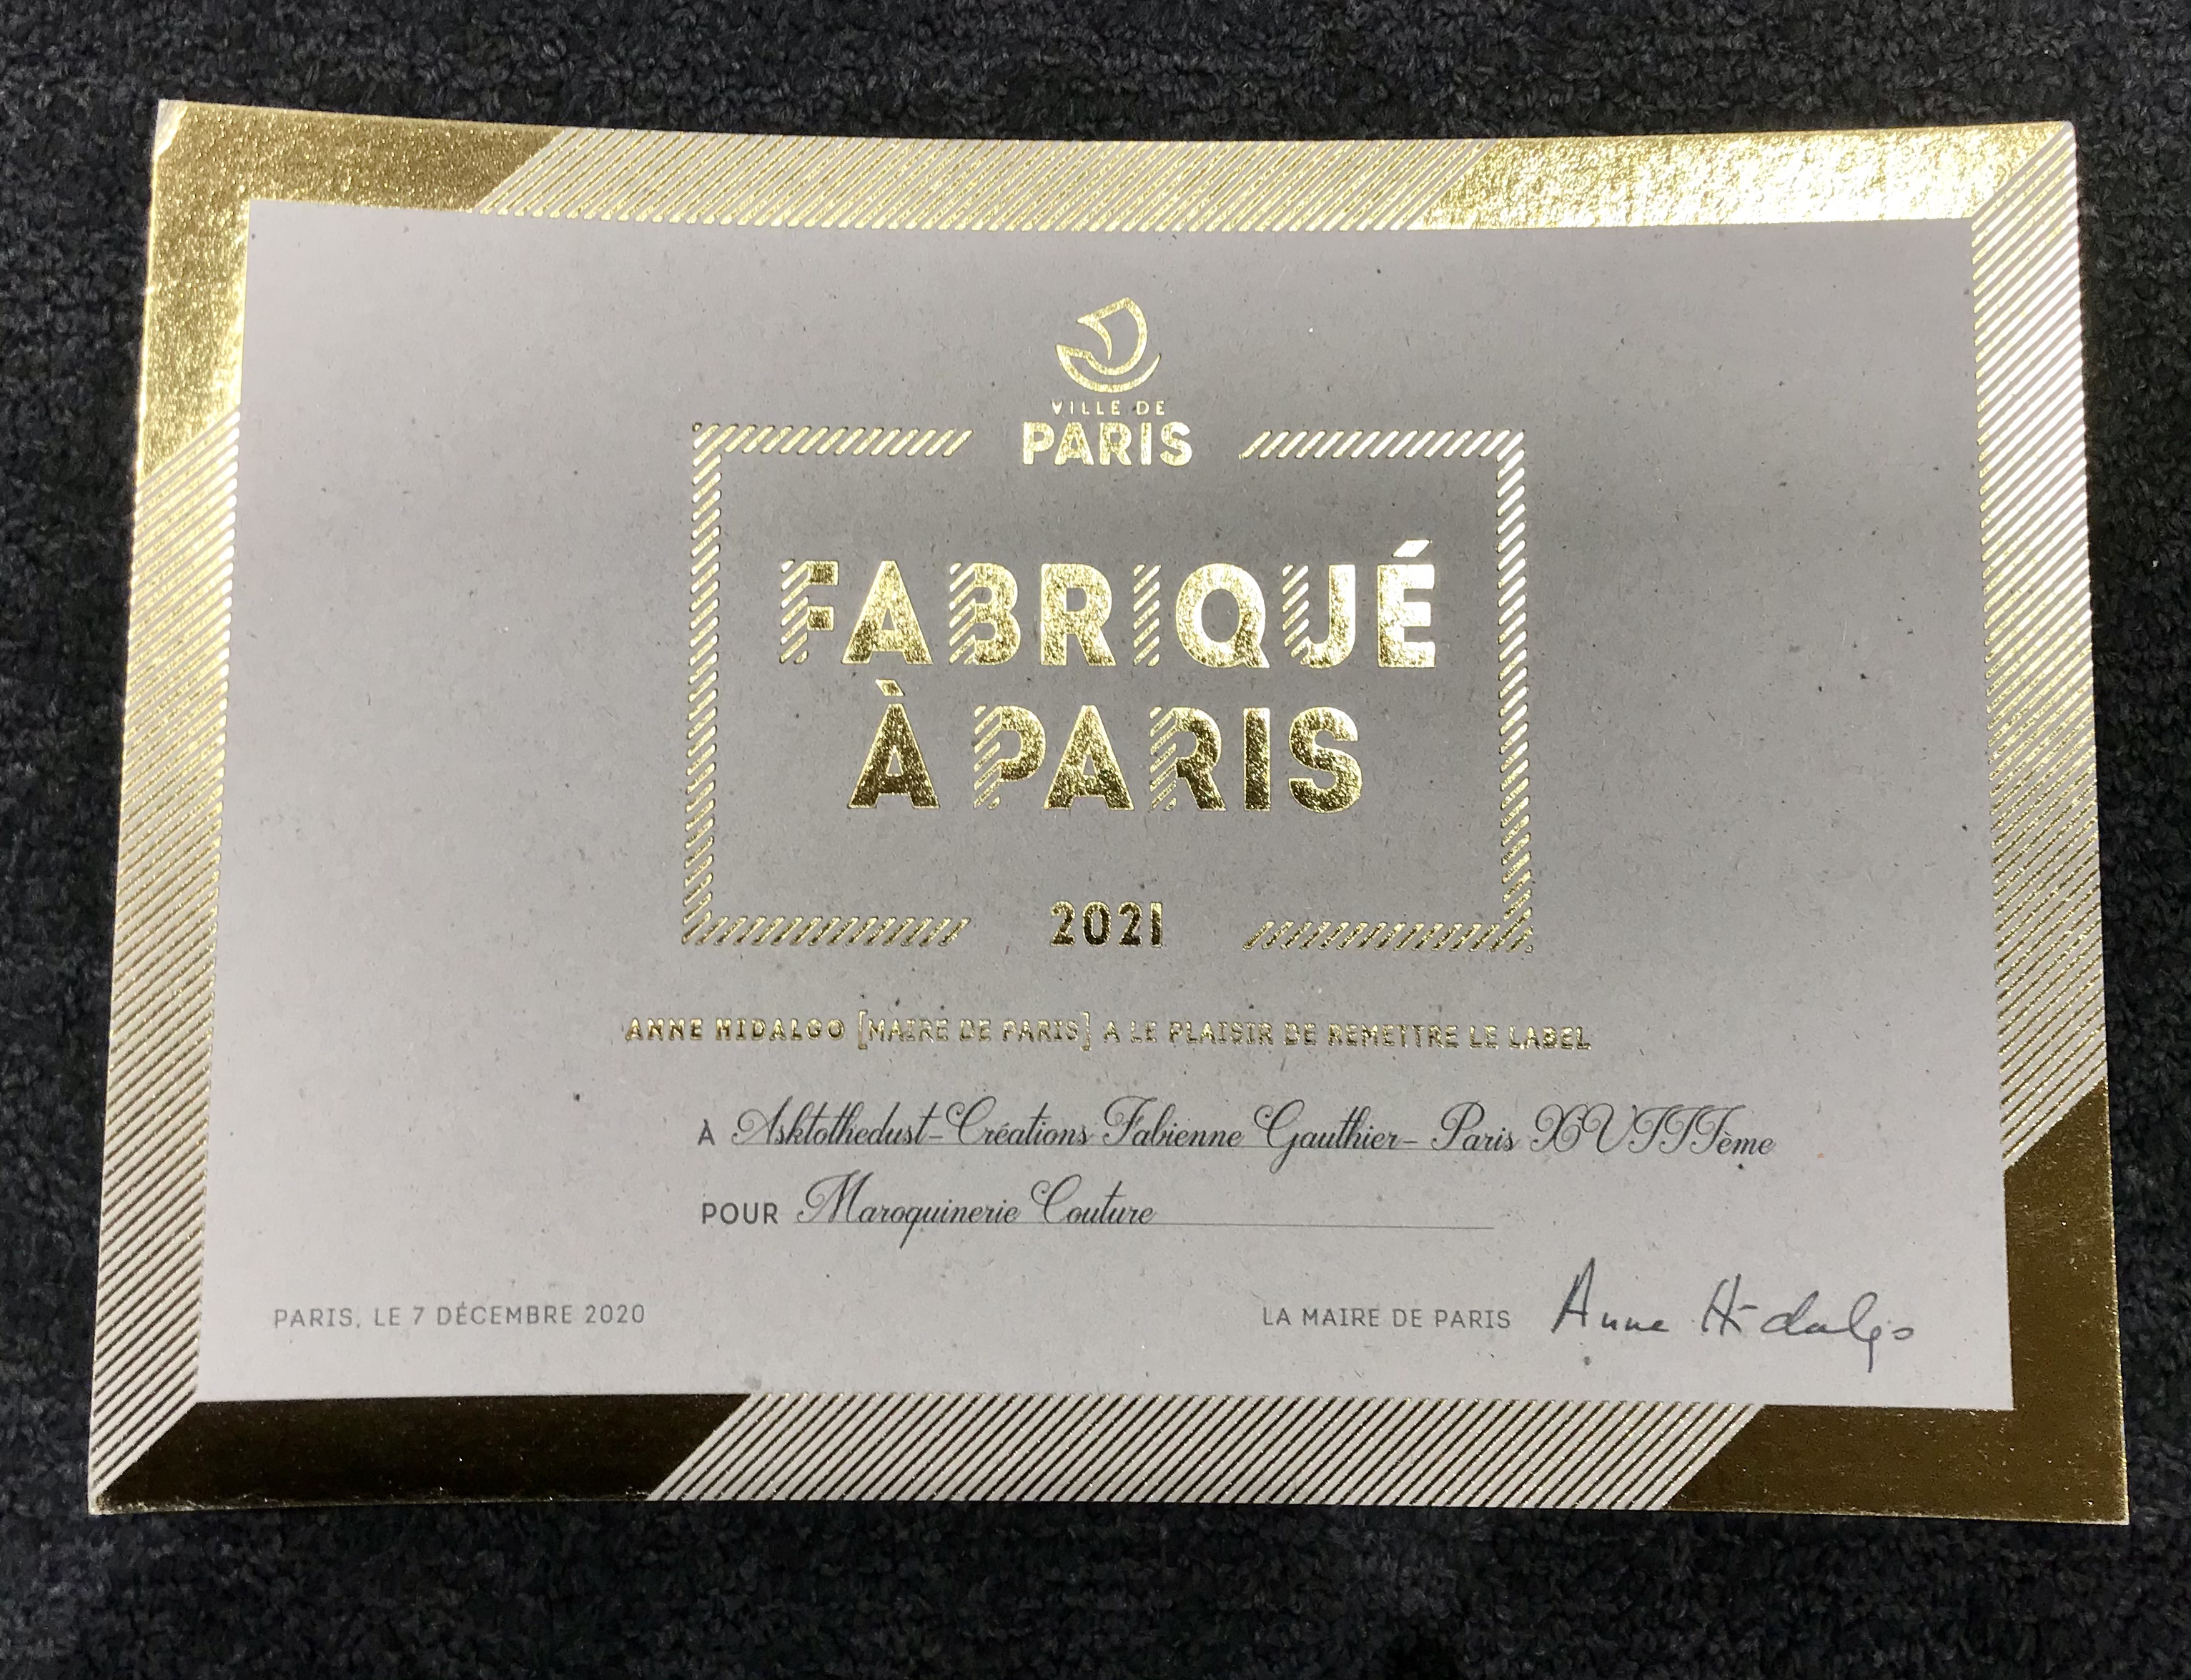 VILLE DE
PARIS
FABRIQUÉ
À PARIS
2021
ANNE HIDALGO [MAIRE DE PARIS] A LE PLAISIR DE REMETTRE LE LABEL
À Asktothedust-Créations Fabienne Gauthier- Paris XVIIIème
POUR Maroquinerie Couture
PARIS, LE 7 DÉCEMBRE 2020
LA MAIRE DE PARIS Anne Hidalgo